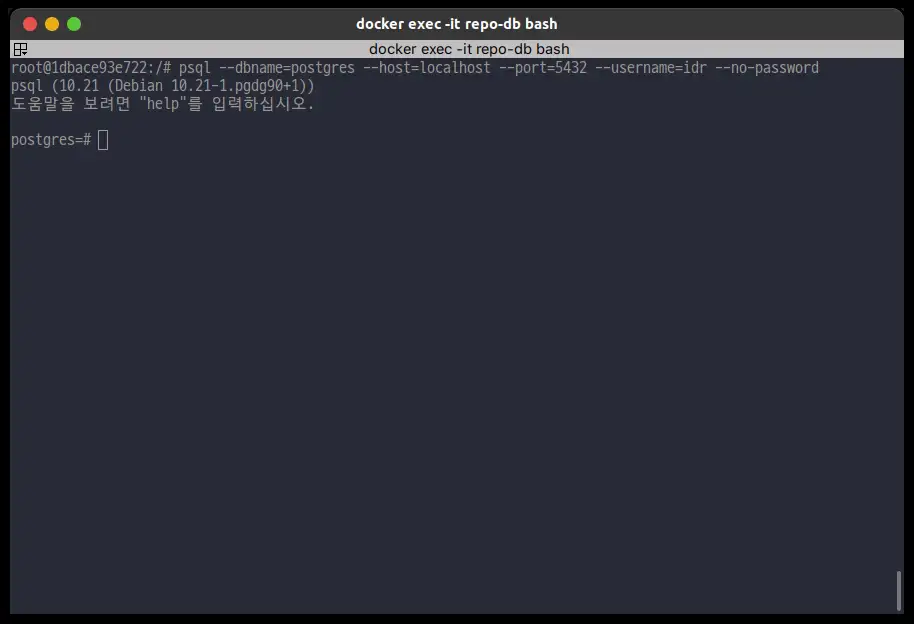 docker exec -it repo-db bash
docker exec -it repo-db bash
root@1dbace93e722:/# psql --dbname=postgres --host=localhost --port=5432 --username=idr --no-password
psql (10.21 (Debian 10.21-1.pgdg90+1))
도움말을 보려면 "help"를 입력하십시오.
postgres=#